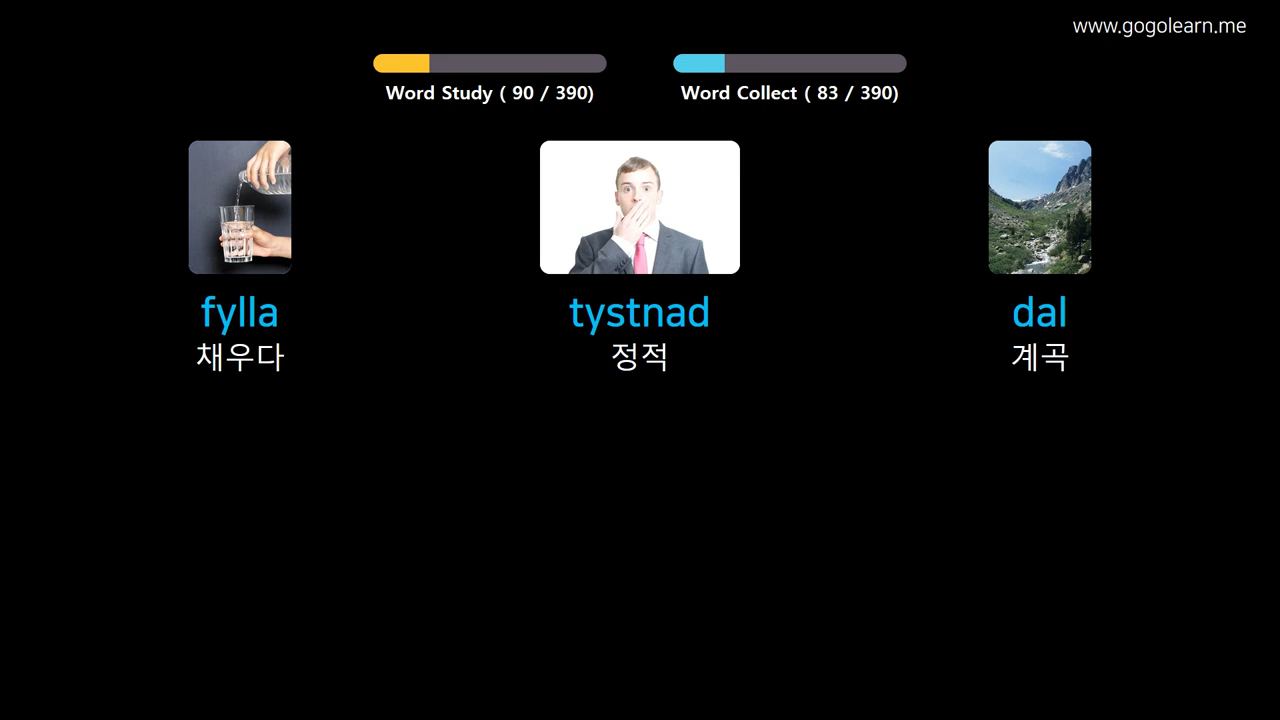 www.gogolearn.me
Word Study ( 90 / 390)
Word Collect ( 83 / 390)
fylla
채우다
tystnad
정적
dal
계곡